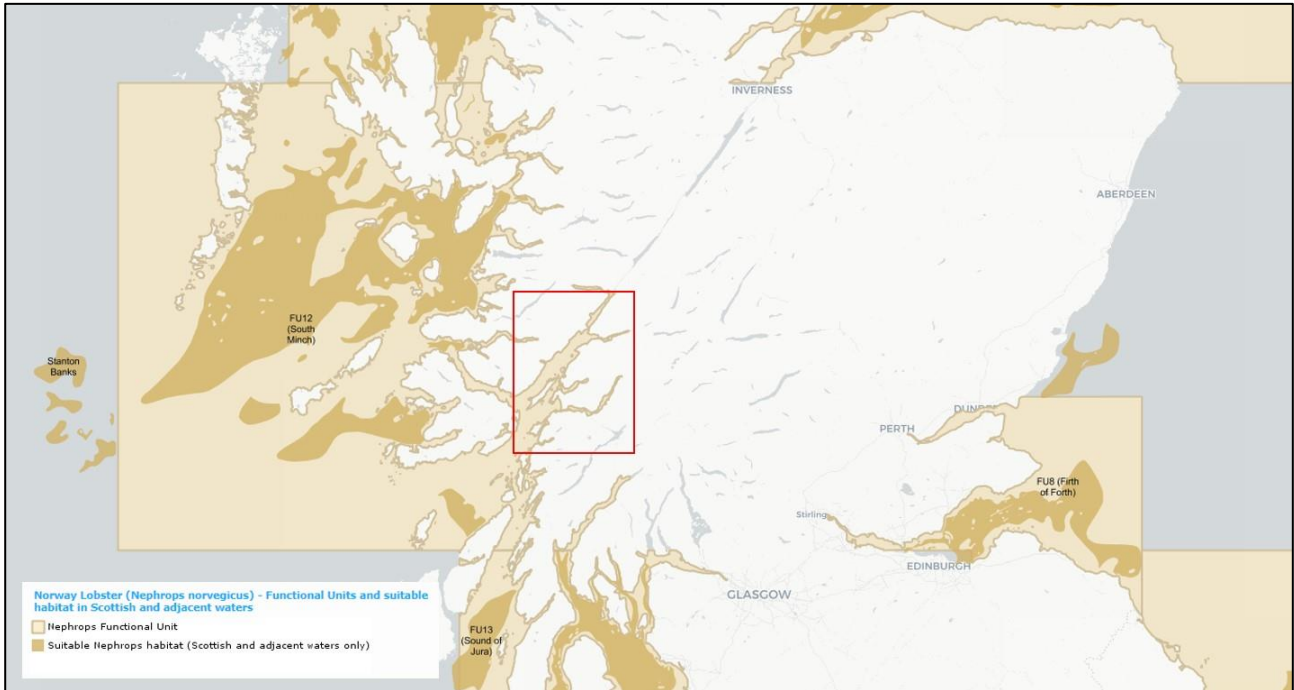 INVERNESS
ABERDEEN
FU12
(South
Minch)
Stanton
Banks
PERTH
FU8 (Firth
of Forth)
Stirling
EDINBURGH
GLASGOW
Norway Lobster (Nephrops norvegicus) - Functional Units and suitable
habitat in Scottish and adjacent waters
Nephrops Functional Unit
Suitable Nephrops habitat (Scottish and adjacent waters only)
FU13
(Sound of
Jura)